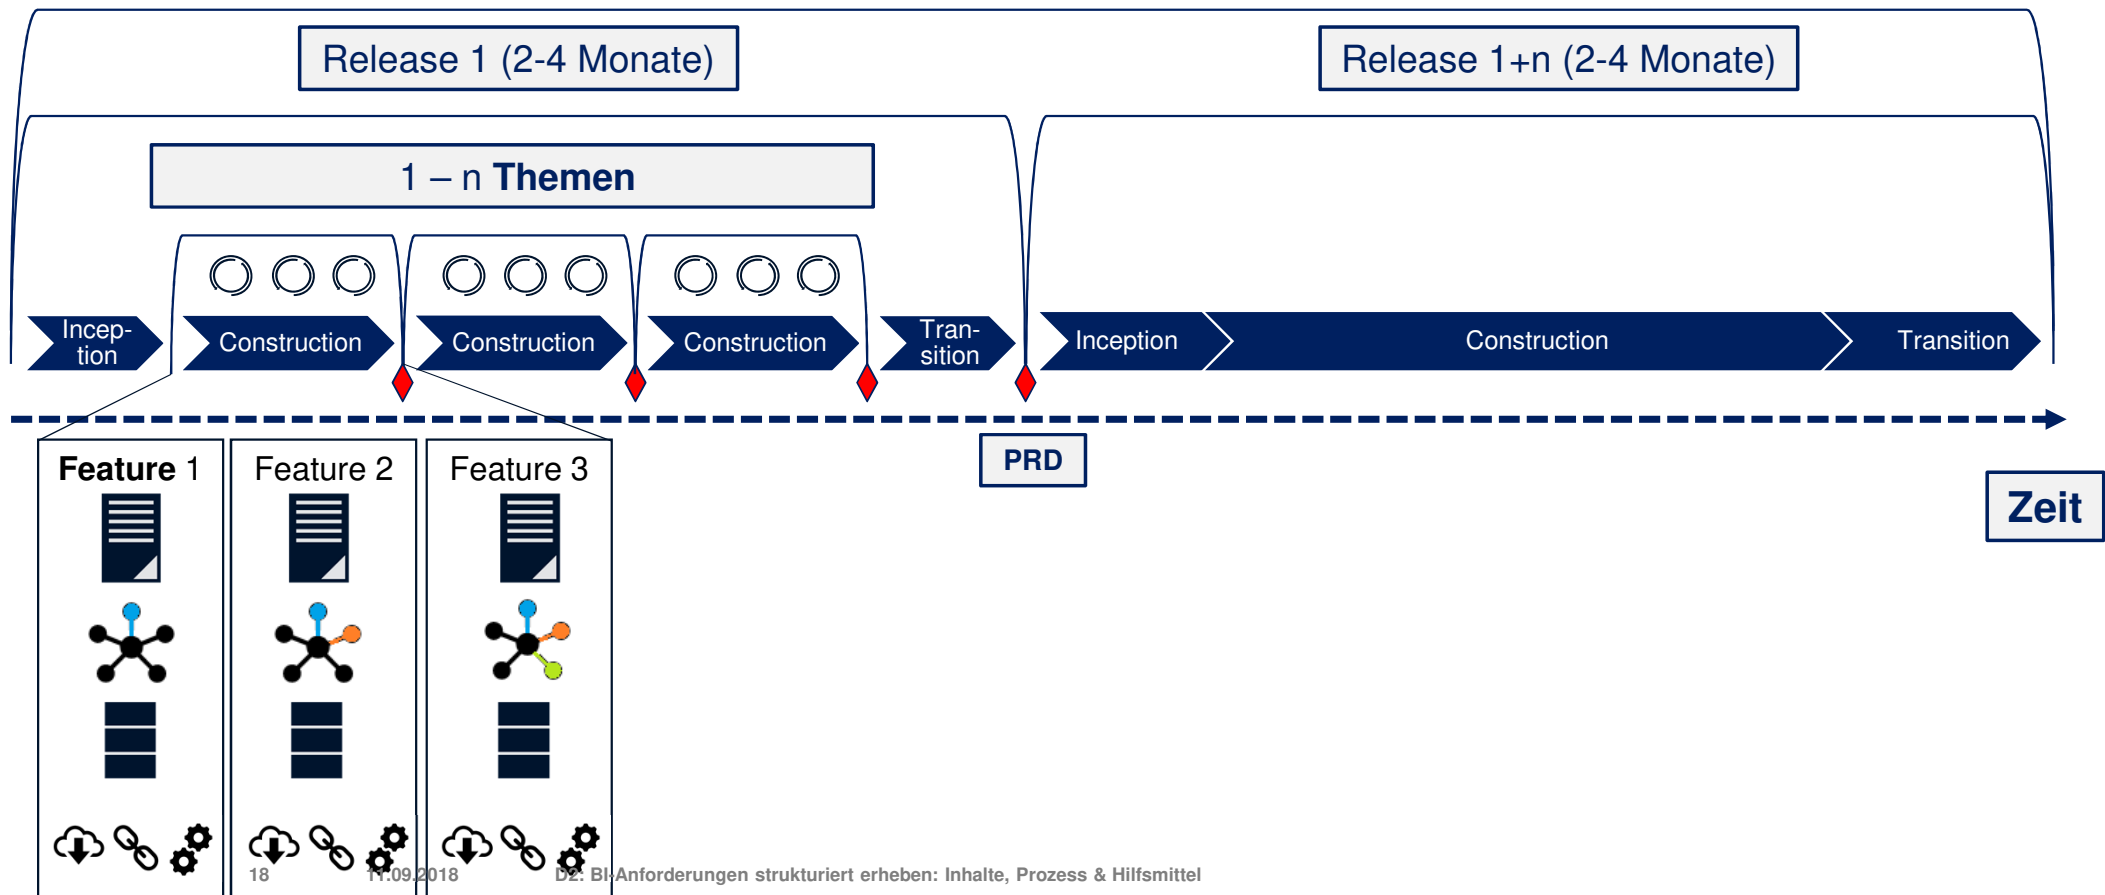 Release 1 (2-4 Monate)
Release 1+n (2-4 Monate)
1 – n Themen
Incep-
tion
Construction
Construction
Construction
Tran-
sition
Inception
Construction
Transition
PRD
Zeit
Feature 1
Feature 2
Feature 3
18
11.09.2018
D2: BI-Anforderungen strukturiert erheben: Inhalte, Prozess & Hilfsmittel